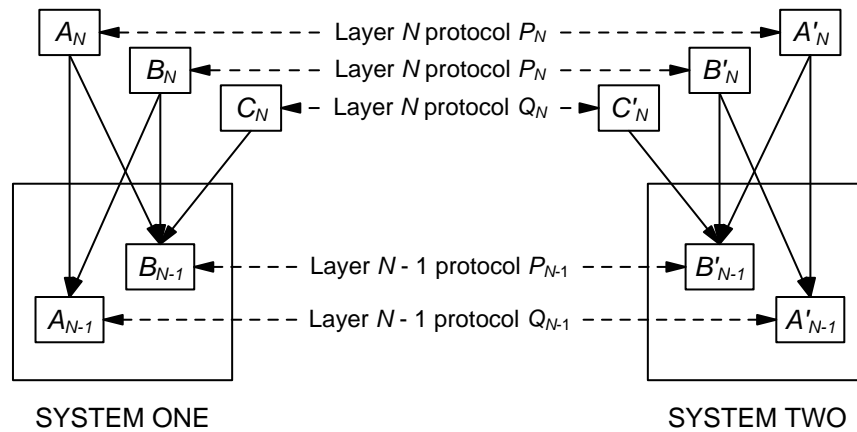 A_N Layer N protocol P_N A'_N
B_N Layer N protocol P_N B'_N
C_N Layer N protocol Q_N C'_N
B_N-1 Layer N - 1 protocol P_N-1 B'_N-1
A_N-1 Layer N - 1 protocol Q_N-1 A'_N-1
SYSTEM ONE SYSTEM TWO